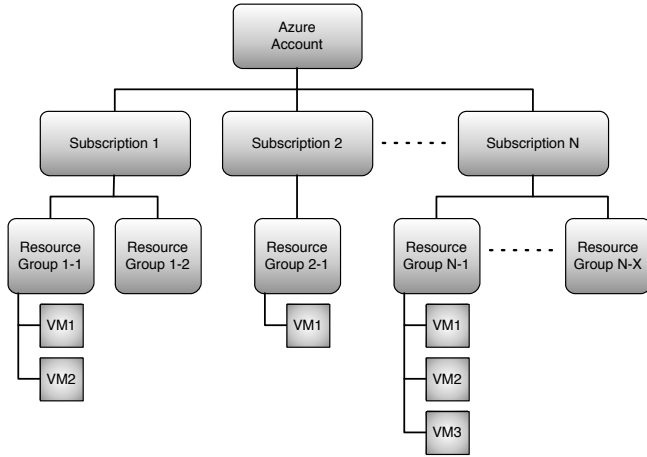 Azure
Account
Subscription 1
Subscription 2
Subscription N
Resource
Group 1-1
Resource
Group 1-2
Resource
Group 2-1
Resource
Group N-1
Resource
Group N-X
VM1
VM2
VM1
VM1
VM2
VM3